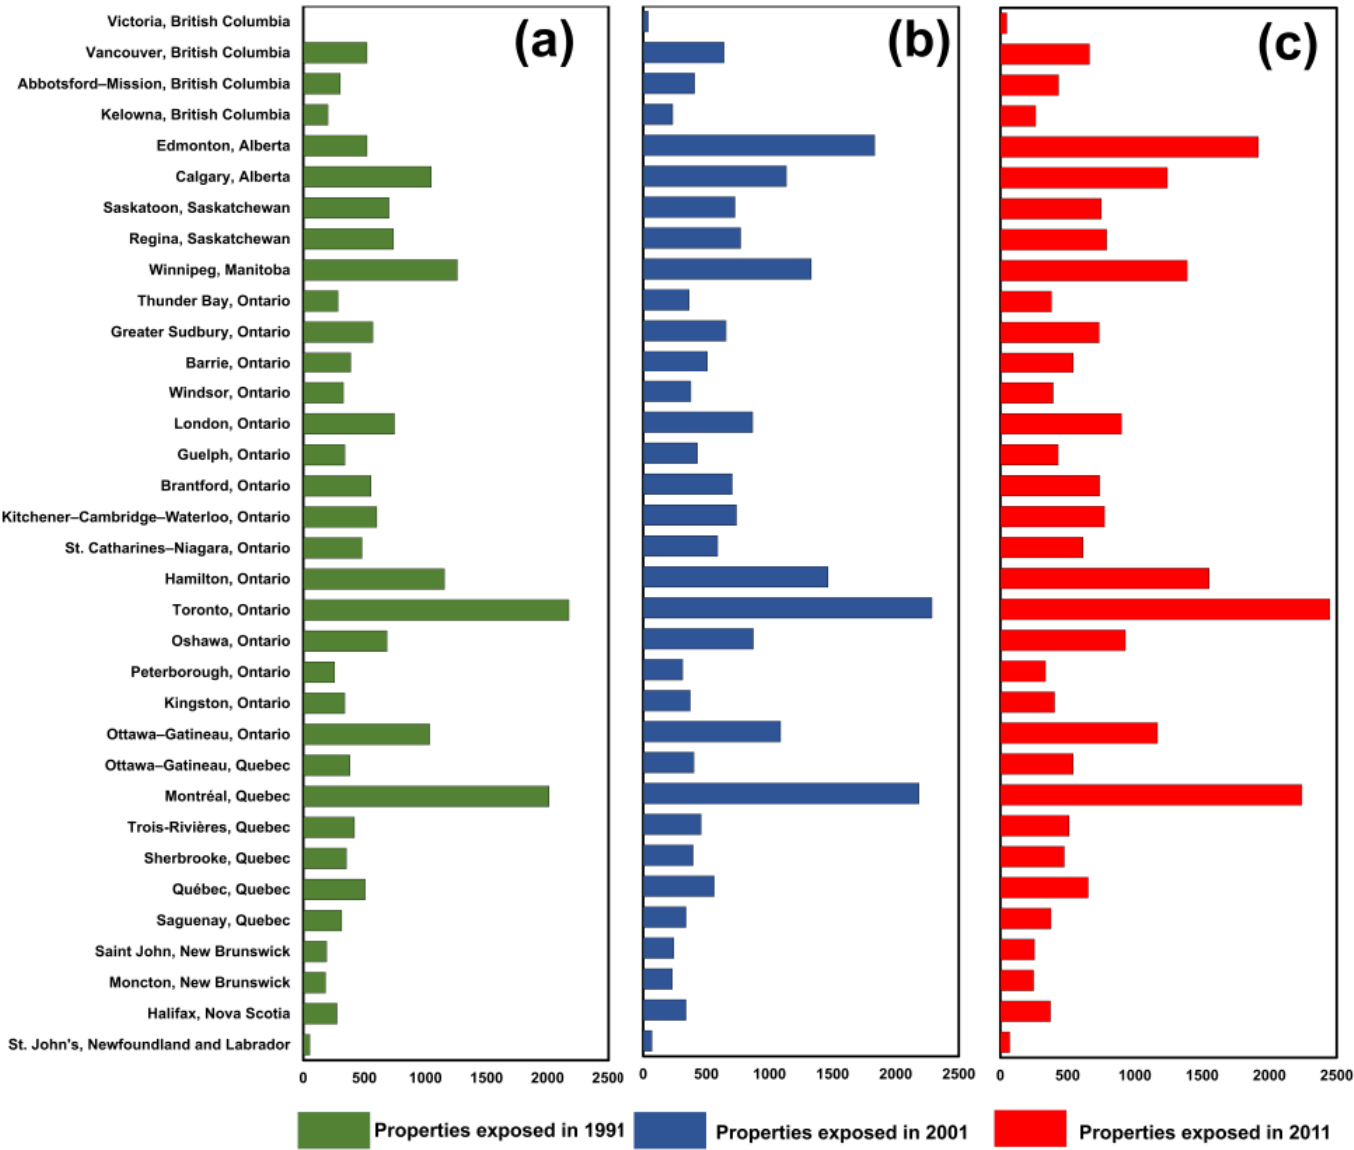 (a)
(b)
(c)
Victoria, British Columbia
Vancouver, British Columbia
Abbotsford–Mission, British Columbia
Kelowna, British Columbia
Edmonton, Alberta
Calgary, Alberta
Saskatoon, Saskatchewan
Regina, Saskatchewan
Winnipeg, Manitoba
Thunder Bay, Ontario
Greater Sudbury, Ontario
Barrie, Ontario
Windsor, Ontario
London, Ontario
Guelph, Ontario
Brantford, Ontario
Kitchener–Cambridge–Waterloo, Ontario
St. Catharines–Niagara, Ontario
Hamilton, Ontario
Toronto, Ontario
Oshawa, Ontario
Peterborough, Ontario
Kingston, Ontario
Ottawa–Gatineau, Ontario
Ottawa–Gatineau, Quebec
Montréal, Quebec
Trois-Rivières, Quebec
Sherbrooke, Quebec
Québec, Quebec
Saguenay, Quebec
Saint John, New Brunswick
Moncton, New Brunswick
Halifax, Nova Scotia
St. John's, Newfoundland and Labrador
0 500 1000 1500 2000 2500
0 500 1000 1500 2000 2500
0 500 1000 1500 2000 2500
Properties exposed in 1991
Properties exposed in 2001
Properties exposed in 2011